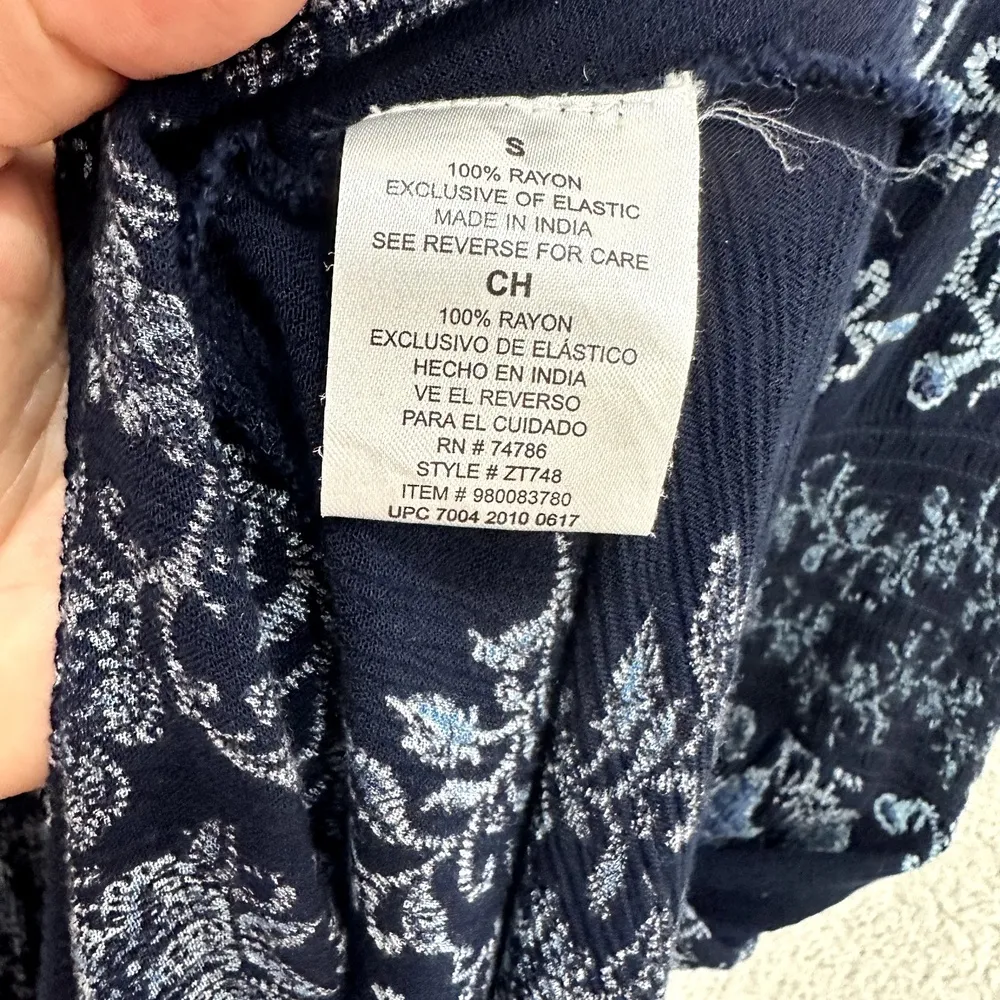 S
100% RAYON
EXCLUSIVE OF ELASTIC
MADE IN INDIA
SEE REVERSE FOR CARE
CH
100% RAYON
EXCLUSIVO DE ELÁSTICO
HECHO EN INDIA
VE EL REVERSO
PARA EL CUIDADO
RN # 74786
STYLE # ZT748
ITEM # 980083780
UPC 7004 2010 0617